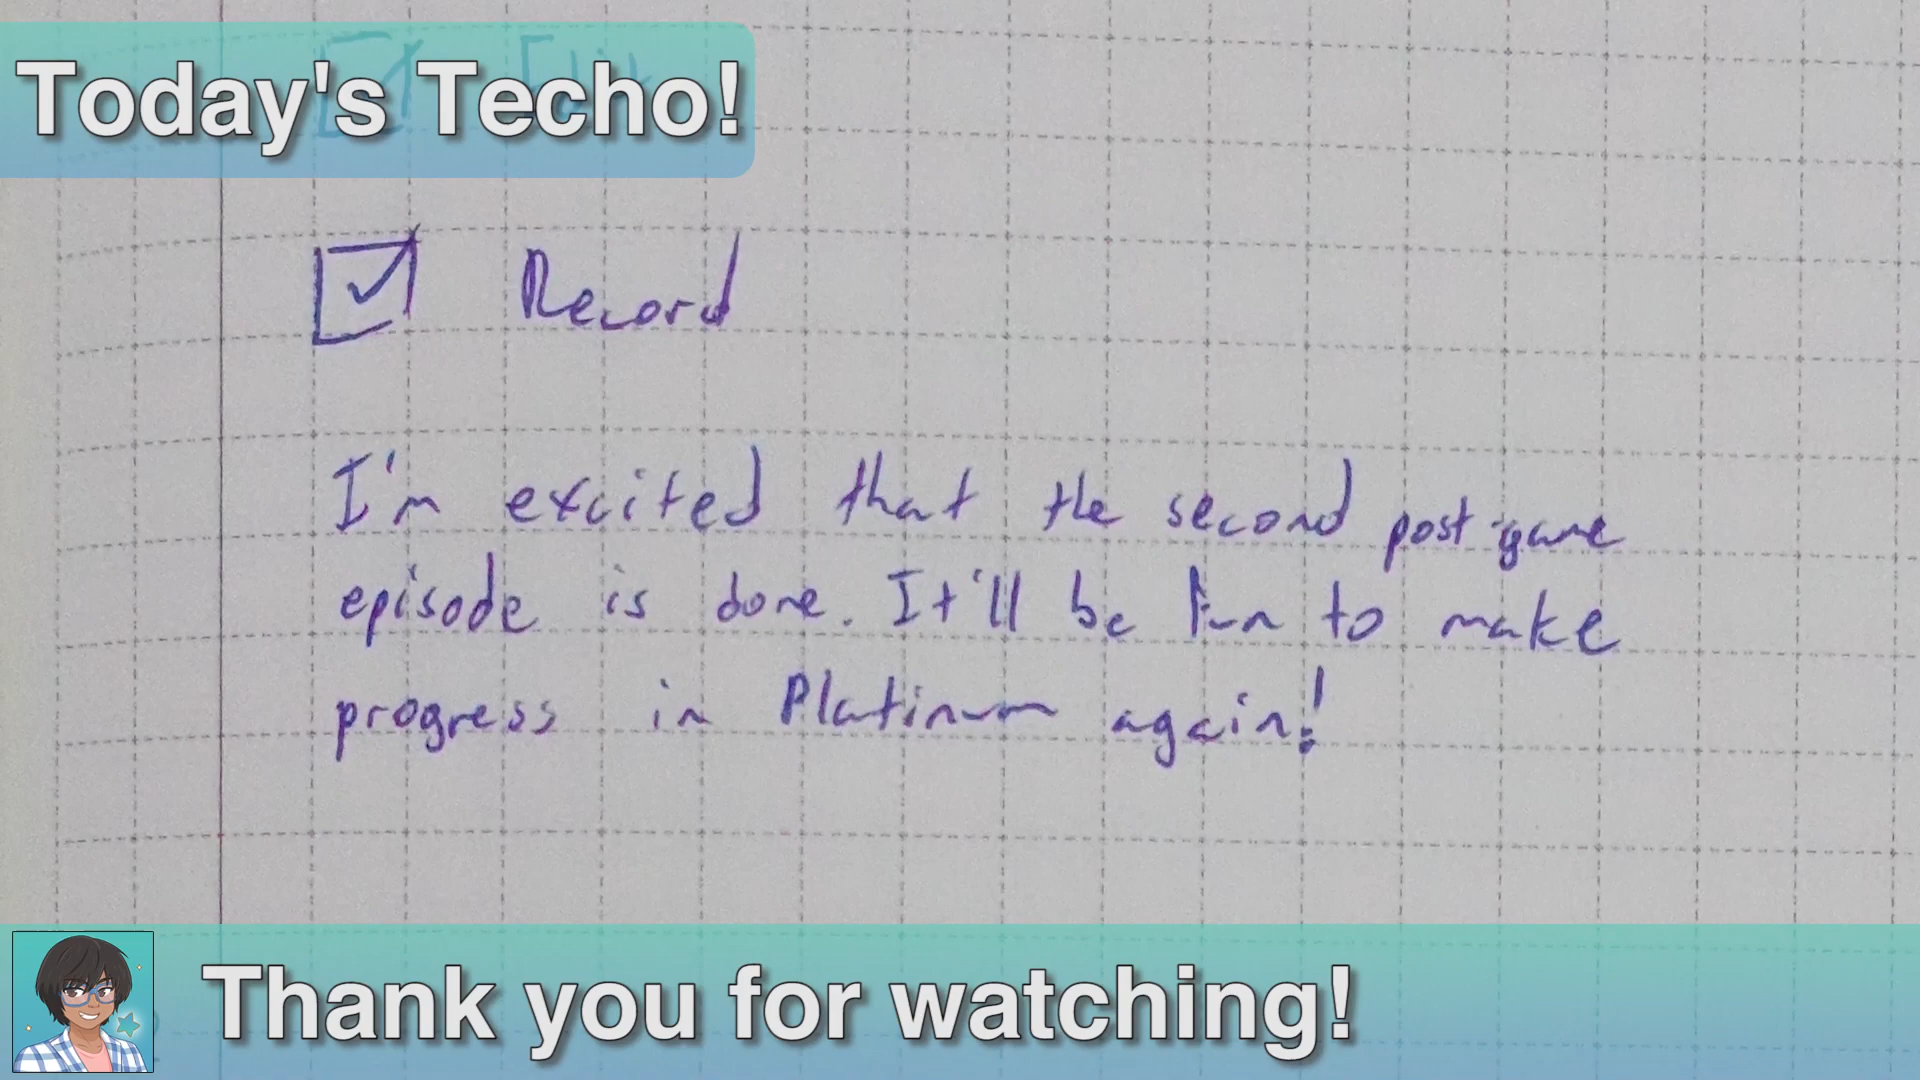 Today's Techo!
Edit
Record
I'm excited that the second post-game
episode is done. It'll be fun to make
progress in Platinum again!
Thank you for watching!